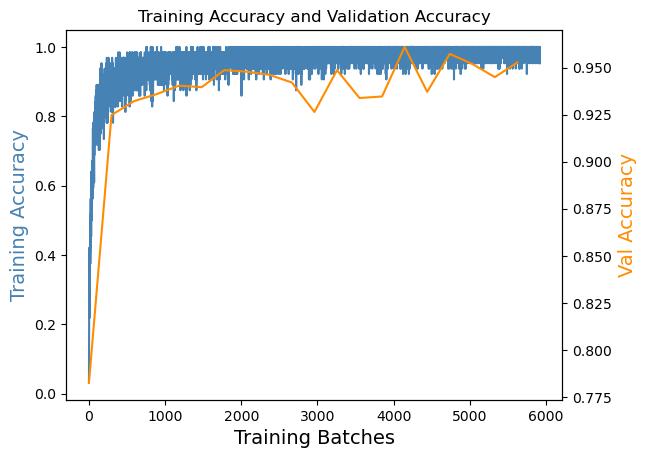 Training Accuracy and Validation Accuracy
1.0
0.8
0.6
0.4
0.2
0.0
Training Accuracy
0.950
0.925
0.900
0.875
0.850
0.825
0.800
0.775
Val Accuracy
0 1000 2000 3000 4000 5000 6000
Training Batches